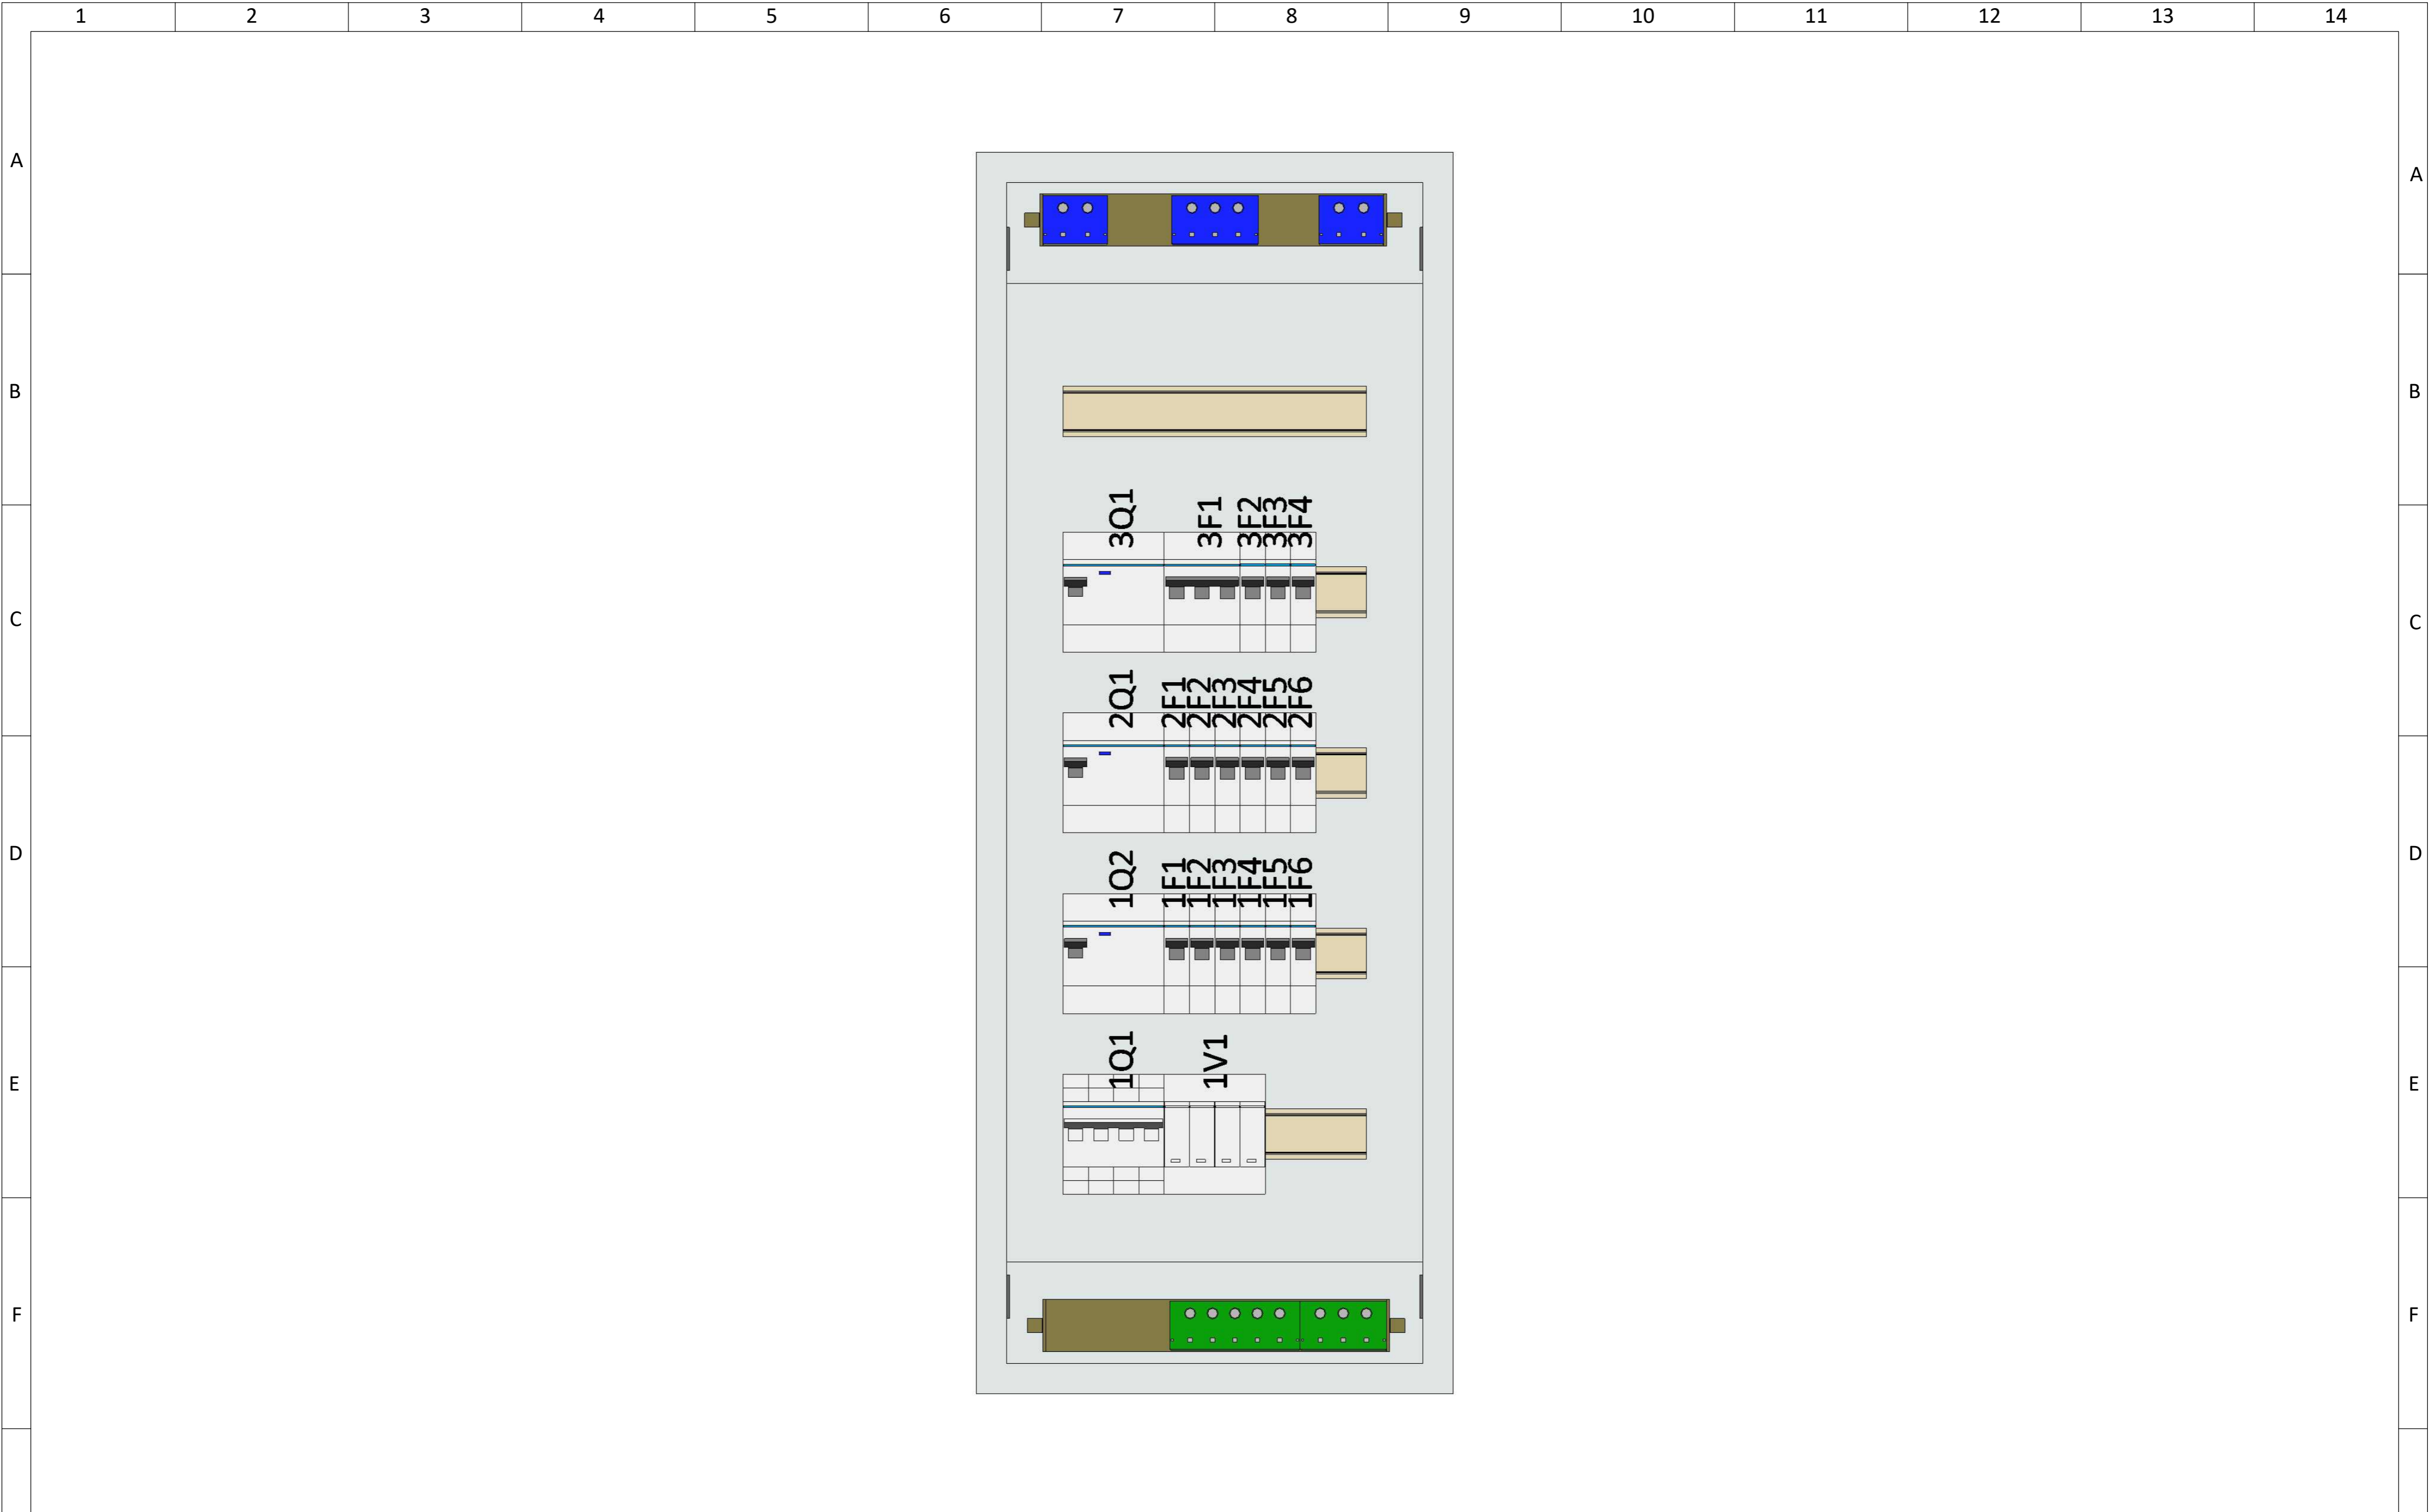 1 2 3 4 5 6 7 8 9 10 11 12 13 14
A A
B B
3Q1 3F1 3F2 3F3 3F4
C C
2Q1 2F1 2F2 2F3 2F4 2F5 2F6
D D
1Q2 1F1 1F2 1F3 1F4 1F5 1F6
1Q1 1V1
E E
F F